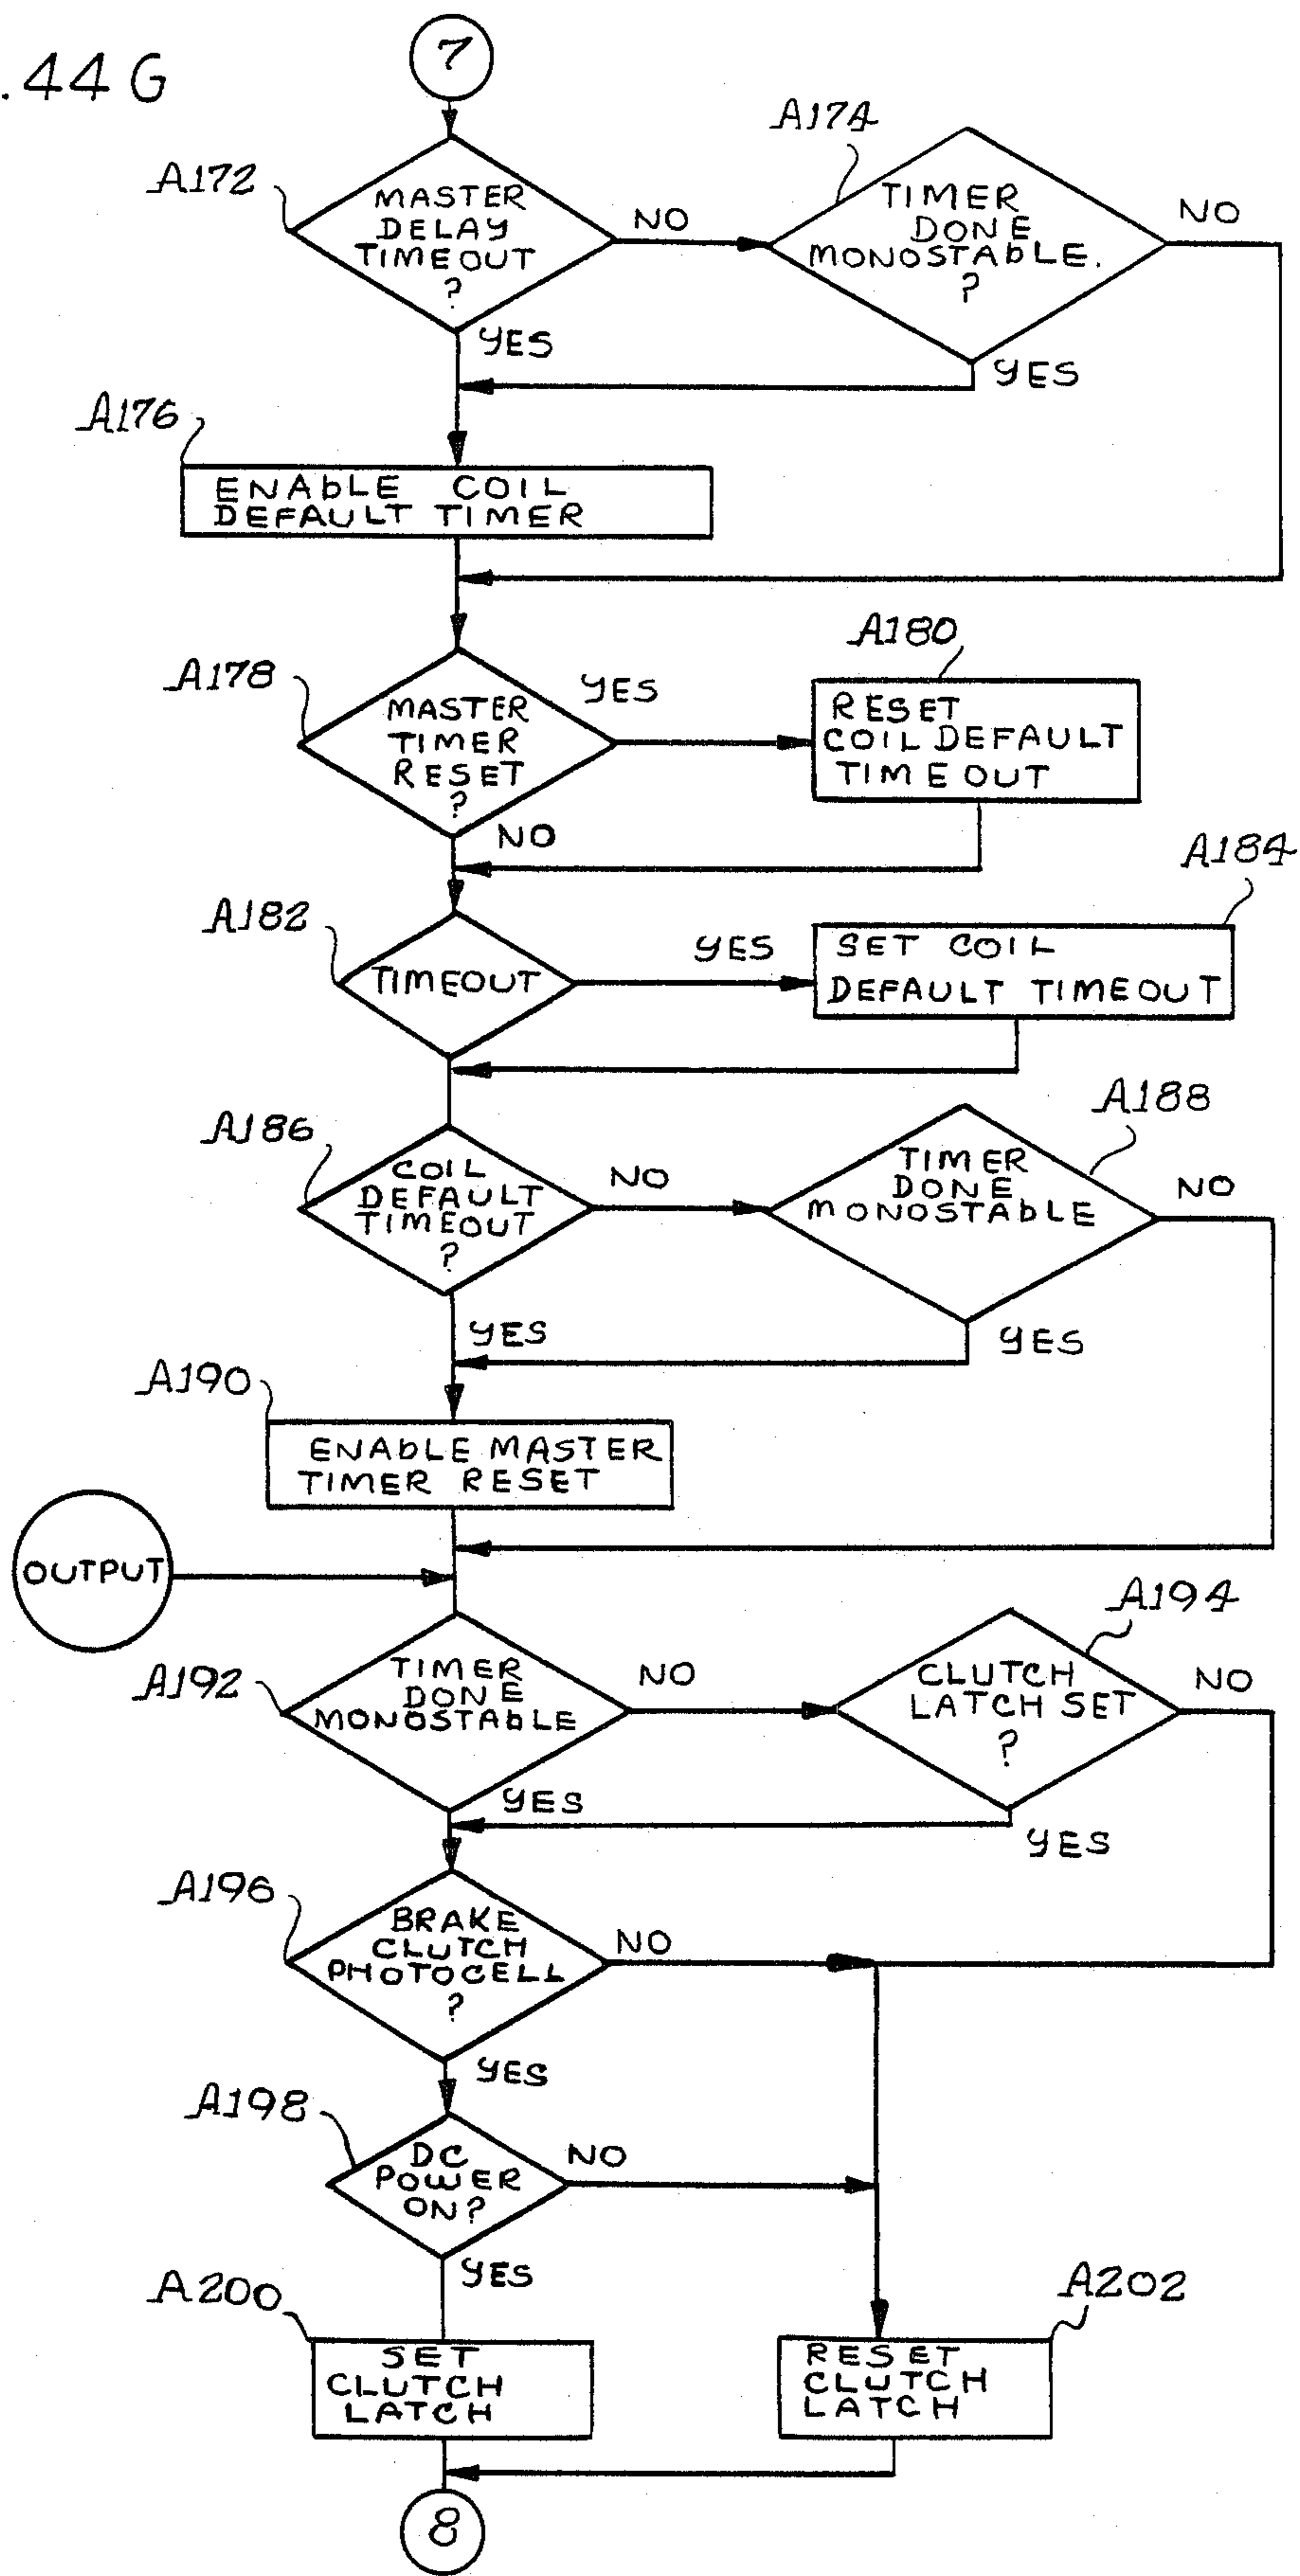 . 44 G
7
A172
MASTER
DELAY
TIMEOUT
?
NO
YES
A174
TIMER
DONE
MONOSTABLE.
?
NO
YES
A176
ENABLE COIL
DEFAULT TIMER
A178
MASTER
TIMER
RESET
?
YES
NO
A180
RESET
COIL DEFAULT
TIMEOUT
A182
TIMEOUT
YES
A184
SET COIL
DEFAULT TIMEOUT
A186
COIL
DEFAULT
TIMEOUT
?
NO
YES
A188
TIMER
DONE
MONOSTABLE
NO
YES
A190
ENABLE MASTER
TIMER RESET
OUTPUT
A192
TIMER
DONE
MONOSTABLE
NO
YES
A194
CLUTCH
LATCH SET
?
NO
YES
A196
BRAKE
CLUTCH
PHOTOCELL
?
NO
YES
A198
DC
POWER
ON?
NO
YES
A200
SET
CLUTCH
LATCH
A202
RESET
CLUTCH
LATCH
8